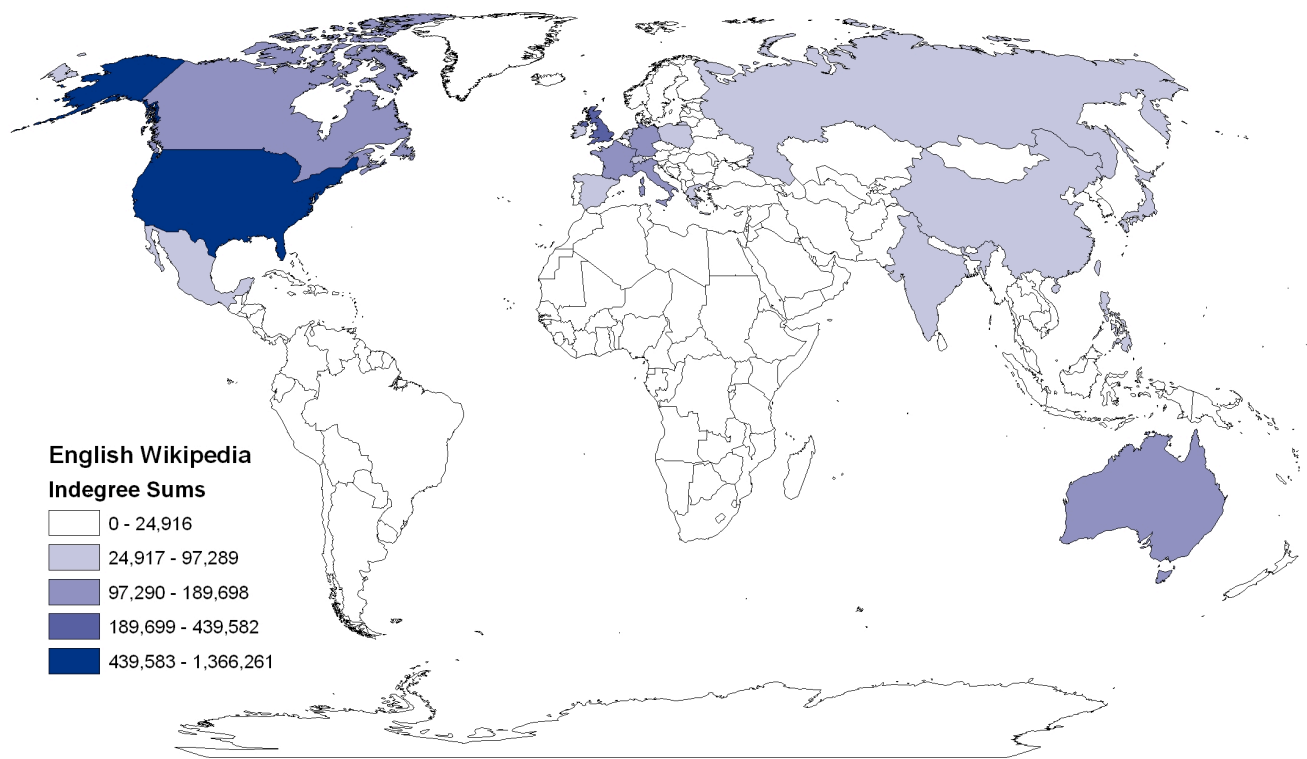 English Wikipedia
Indegree Sums
0 - 24,916
24,917 - 97,289
97,290 - 189,698
189,699 - 439,582
439,583 - 1,366,261